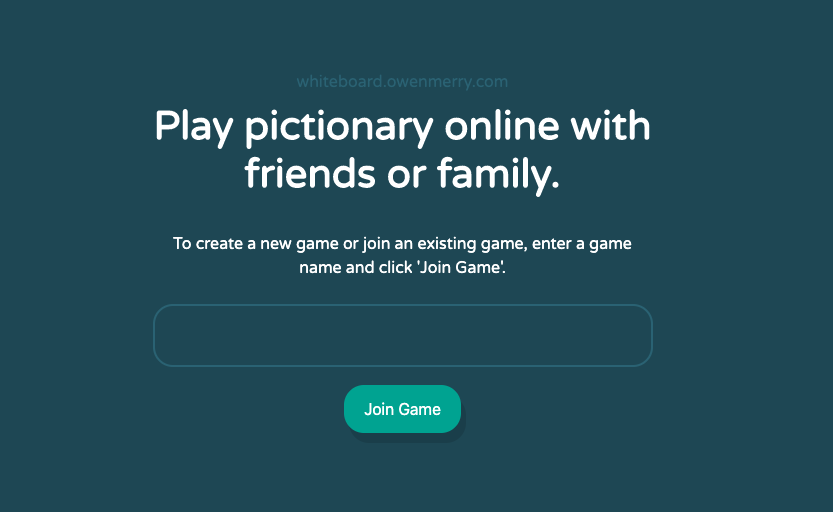 whiteboard.owenmerry.com
Play pictionary online with
friends or family.
To create a new game or join an existing game, enter a game
name and click 'Join Game'.
Join Game